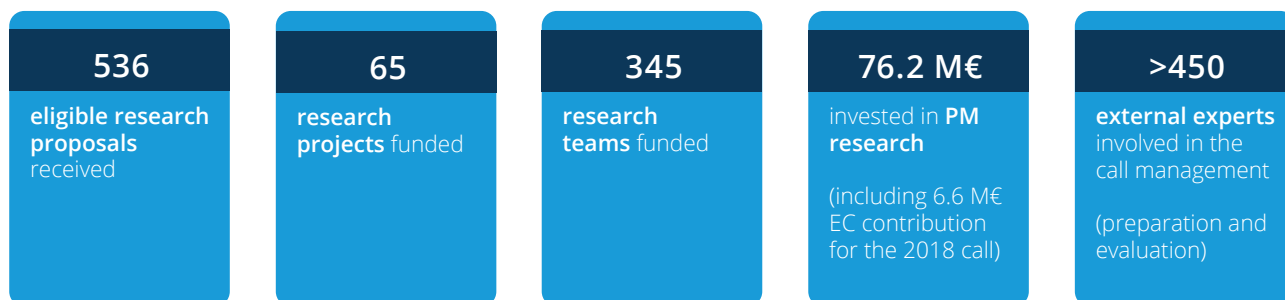 536
eligible research
proposals
received
65
research
projects funded
345
research
teams funded
76.2 M€
invested in PM
research
(including 6.6 M€
EC contribution
for the 2018 call)
>450
external experts
involved in the
call management
(preparation and
evaluation)